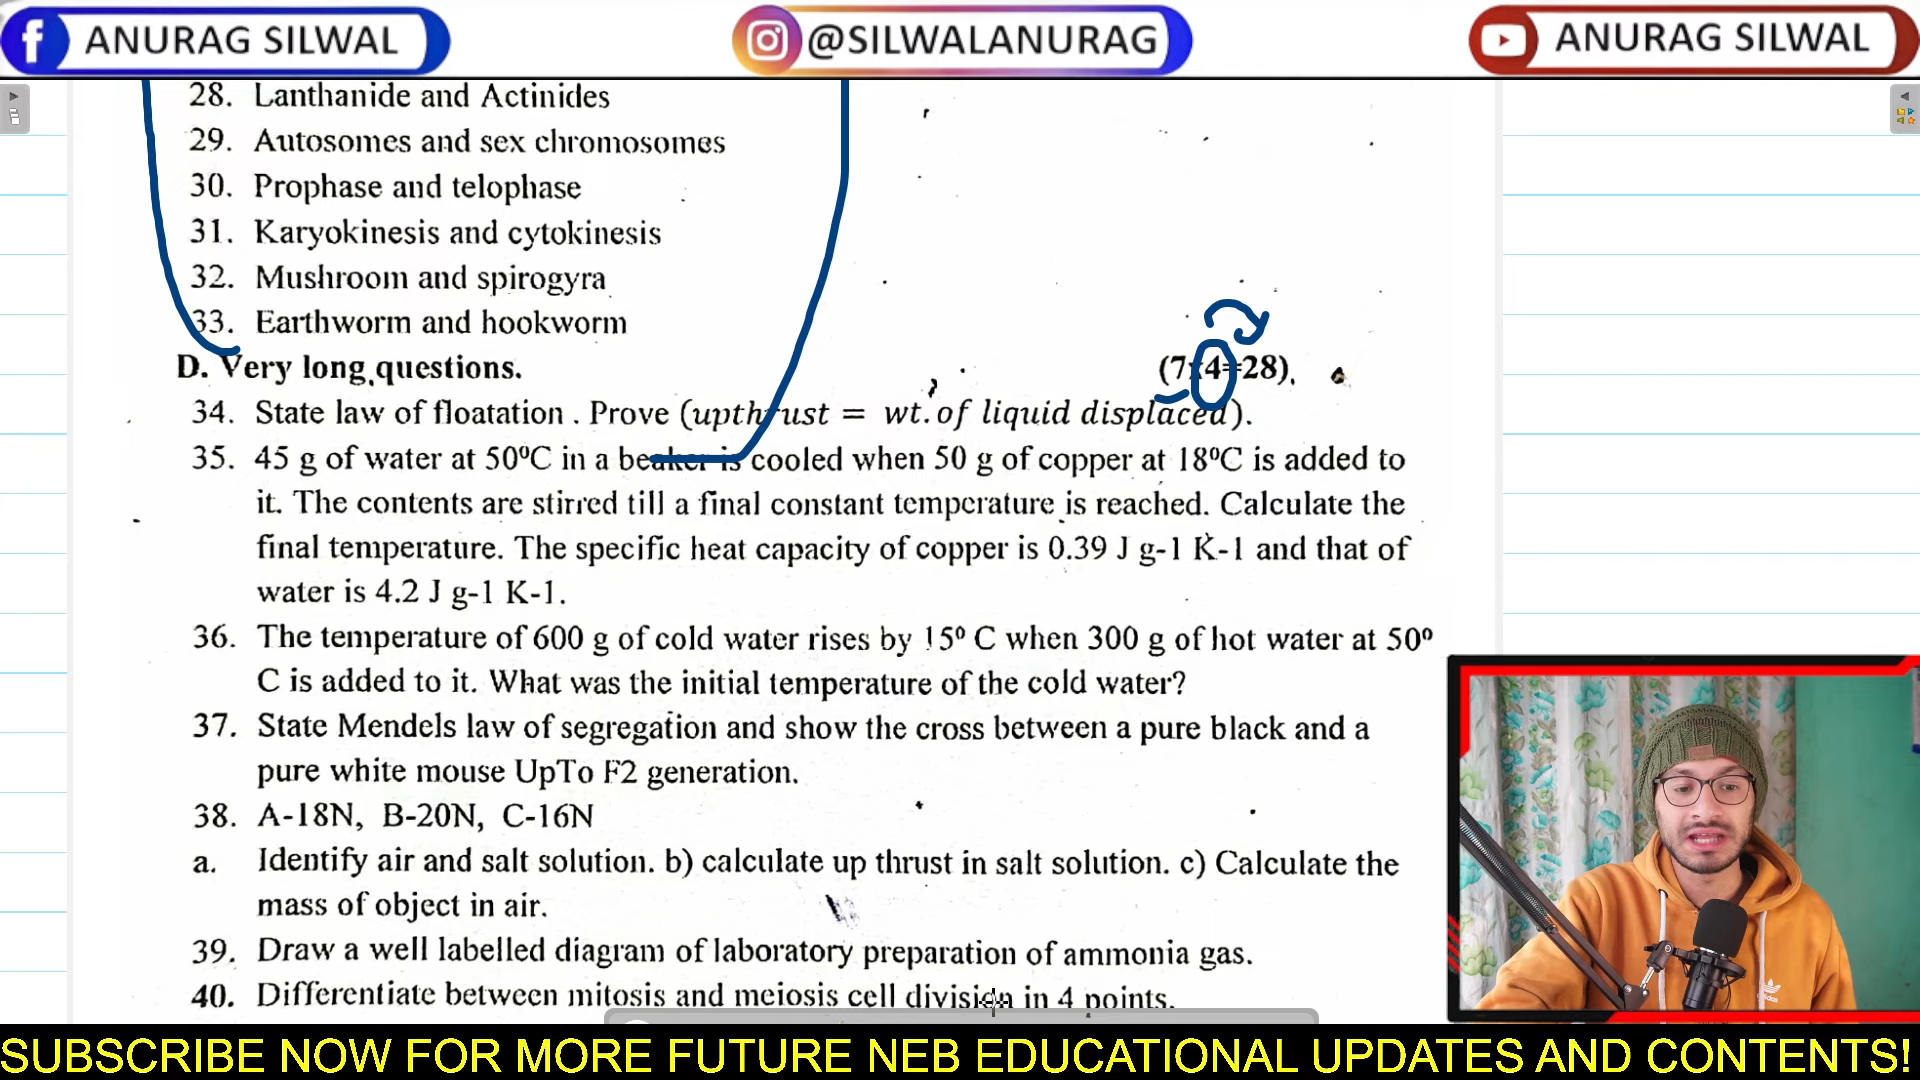 ANURAG SILWAL
@SILWALANURAG
ANURAG SILWAL
28. Lanthanide and Actinides
29. Autosomes and sex chromosomes
30. Prophase and telophase
31. Karyokinesis and cytokinesis
32. Mushroom and spirogyra
33. Earthworm and hookworm
D. Very long questions. (7x4=28).
34. State law of floatation . Prove (upthrust = wt. of liquid displaced).
35. 45 g of water at 50⁰C in a beaker is cooled when 50 g of copper at 18⁰C is added to
it. The contents are stirred till a final constant temperature is reached. Calculate the
final temperature. The specific heat capacity of copper is 0.39 J g-1 K-1 and that of
water is 4.2 J g-1 K-1.
36. The temperature of 600 g of cold water rises by 15⁰ C when 300 g of hot water at 50⁰
C is added to it. What was the initial temperature of the cold water?
37. State Mendels law of segregation and show the cross between a pure black and a
pure white mouse UpTo F2 generation.
38. A-18N, B-20N, C-16N
a. Identify air and salt solution. b) calculate up thrust in salt solution. c) Calculate the
mass of object in air.
39. Draw a well labelled diagram of laboratory preparation of ammonia gas.
40. Differentiate between mitosis and meiosis cell division in 4 points.
adidas
SUBSCRIBE NOW FOR MORE FUTURE NEB EDUCATIONAL UPDATES AND CONTENTS!